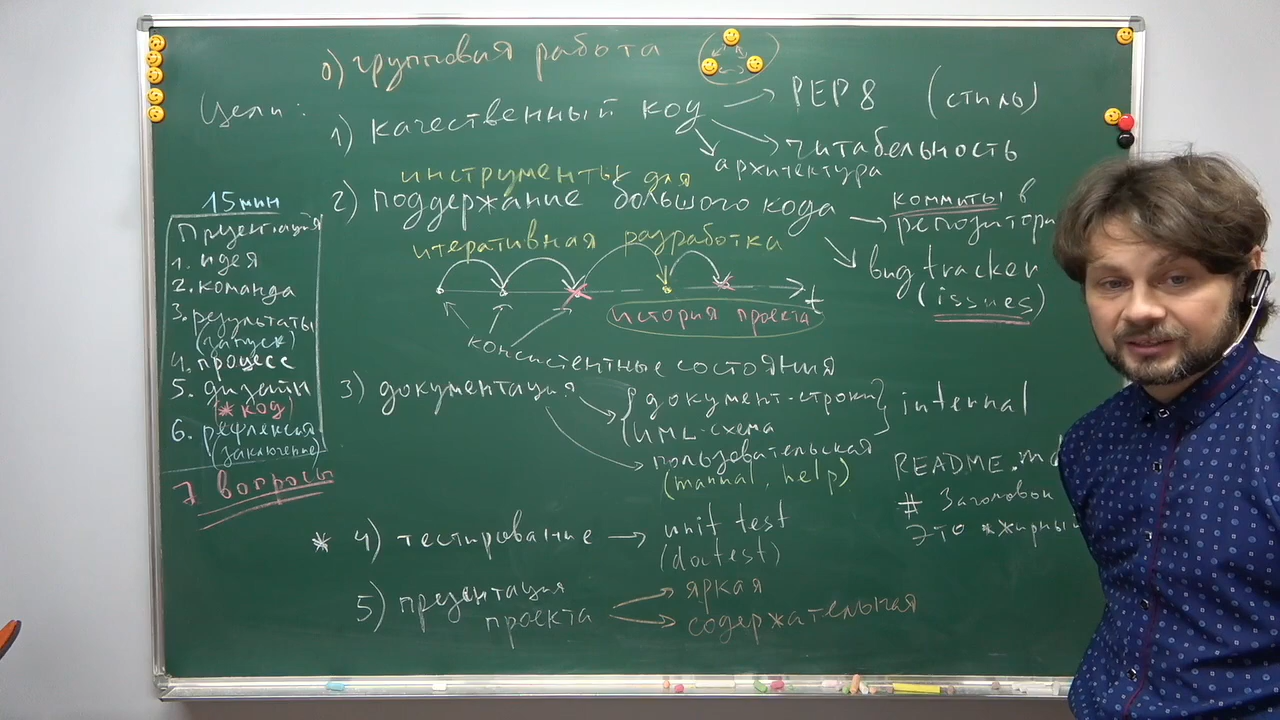 0) групповая работа
Цели:
1) качественный код → PEP 8 (стиль)
читабельность
архитектура
инструменты для
2) поддержание большого кода → коммиты в
репозитори
итеративная разработка
bug tracker
(issues)
t
история проекта
консистентные состояния
3) документация
{ документ-строки } internal
UML-схема
пользовательская
(manual, help)
README.md
# Заголовок
Это **жирный
* 4) тестирование → unit test
(doctest)
5) презентация
проекта
яркая
содержательная
15 мин
Презентация
1. идея
2. команда
3. результаты
(запуск)
4. процесс
5. дизайн
(* код)
6. рефлексия
(заключение)
7 вопросы